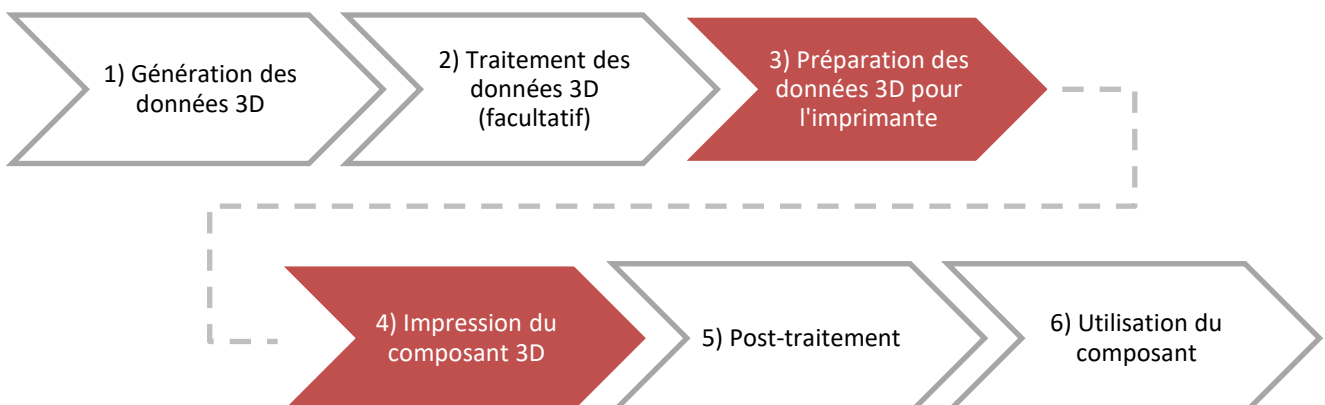 1) Génération des
données 3D
2) Traitement des
données 3D
(facultatif)
3) Préparation des
données 3D pour
l'imprimante
4) Impression du
composant 3D
5) Post-traitement
6) Utilisation du
composant